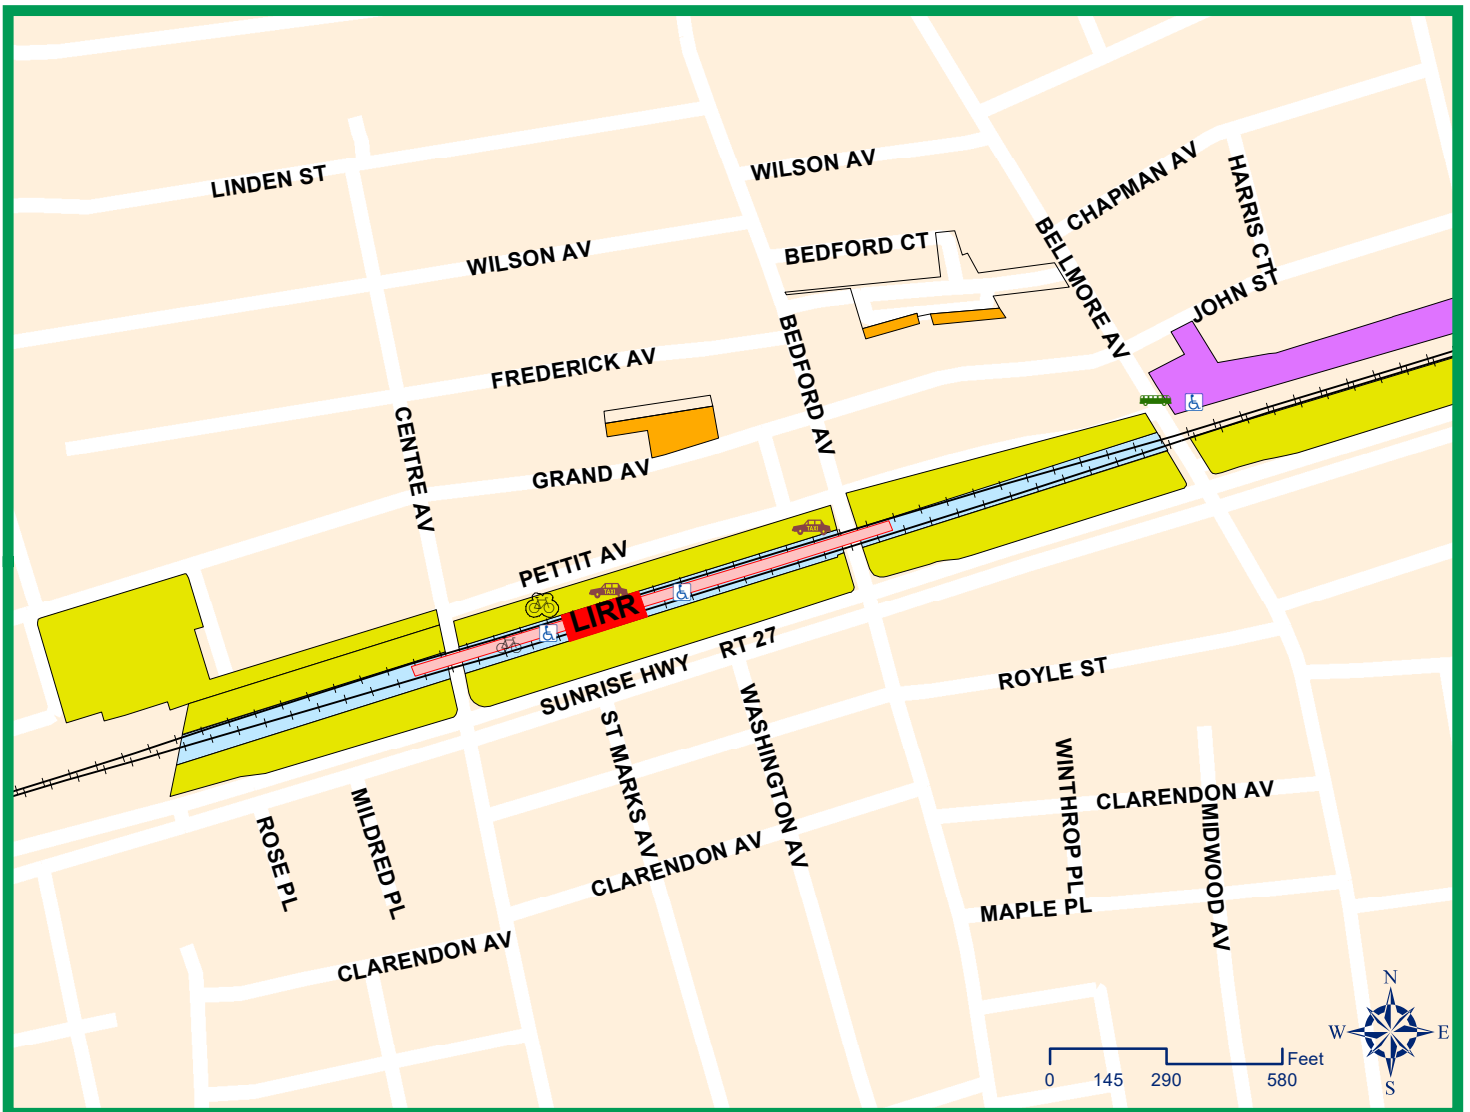 LINDEN ST
WILSON AV
CHAPMAN AV
HARRIS CT
WILSON AV
BEDFORD CT
BELLMORE AV
JOHN ST
FREDERICK AV
BEDFORD AV
CENTRE AV
GRAND AV
TAXI
PETTIT AV
TAXI
LIRR
SUNRISE HWY
RT 27
ROYLE ST
ST MARKS AV
WASHINGTON AV
WINTHROP PL
CLARENDON AV
MIDWOOD AV
ROSE PL
MILDRED PL
CLARENDON AV
MAPLE PL
CLARENDON AV
N
W E
S
Feet
0 145 290 580